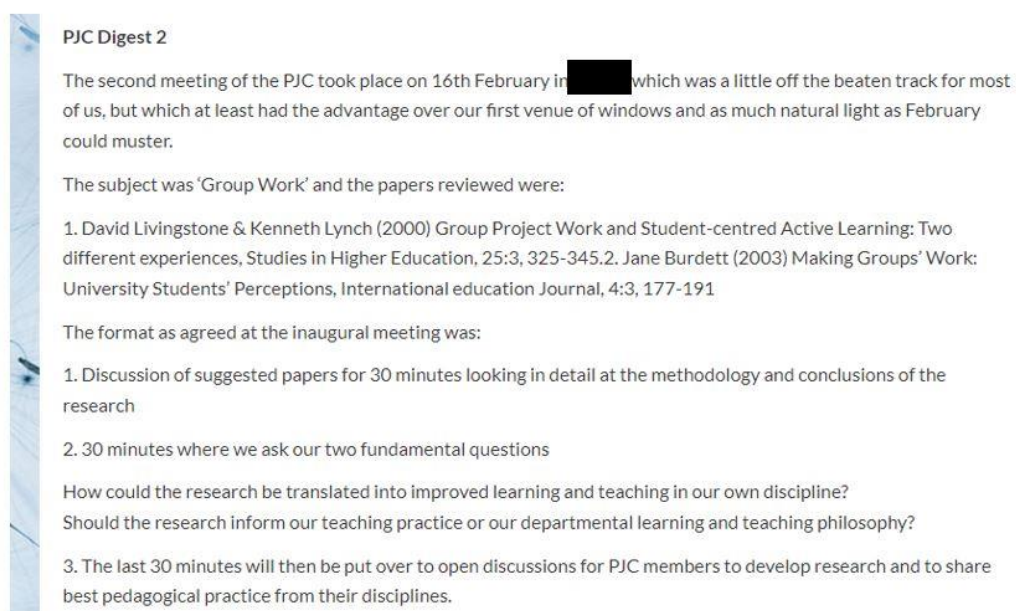 PJC Digest 2
The second meeting of the PJC took place on 16th February in which was a little off the beaten track for most
of us, but which at least had the advantage over our first venue of windows and as much natural light as February
could muster.
The subject was ‘Group Work’ and the papers reviewed were:
1. David Livingstone & Kenneth Lynch (2000) Group Project Work and Student-centred Active Learning: Two
different experiences, Studies in Higher Education, 25:3, 325-345.2. Jane Burdett (2003) Making Groups’ Work:
University Students’ Perceptions, International education Journal, 4:3, 177-191
The format as agreed at the inaugural meeting was:
1. Discussion of suggested papers for 30 minutes looking in detail at the methodology and conclusions of the
research
2. 30 minutes where we ask our two fundamental questions
How could the research be translated into improved learning and teaching in our own discipline?
Should the research inform our teaching practice or our departmental learning and teaching philosophy?
3. The last 30 minutes will then be put over to open discussions for PJC members to develop research and to share
best pedagogical practice from their disciplines.